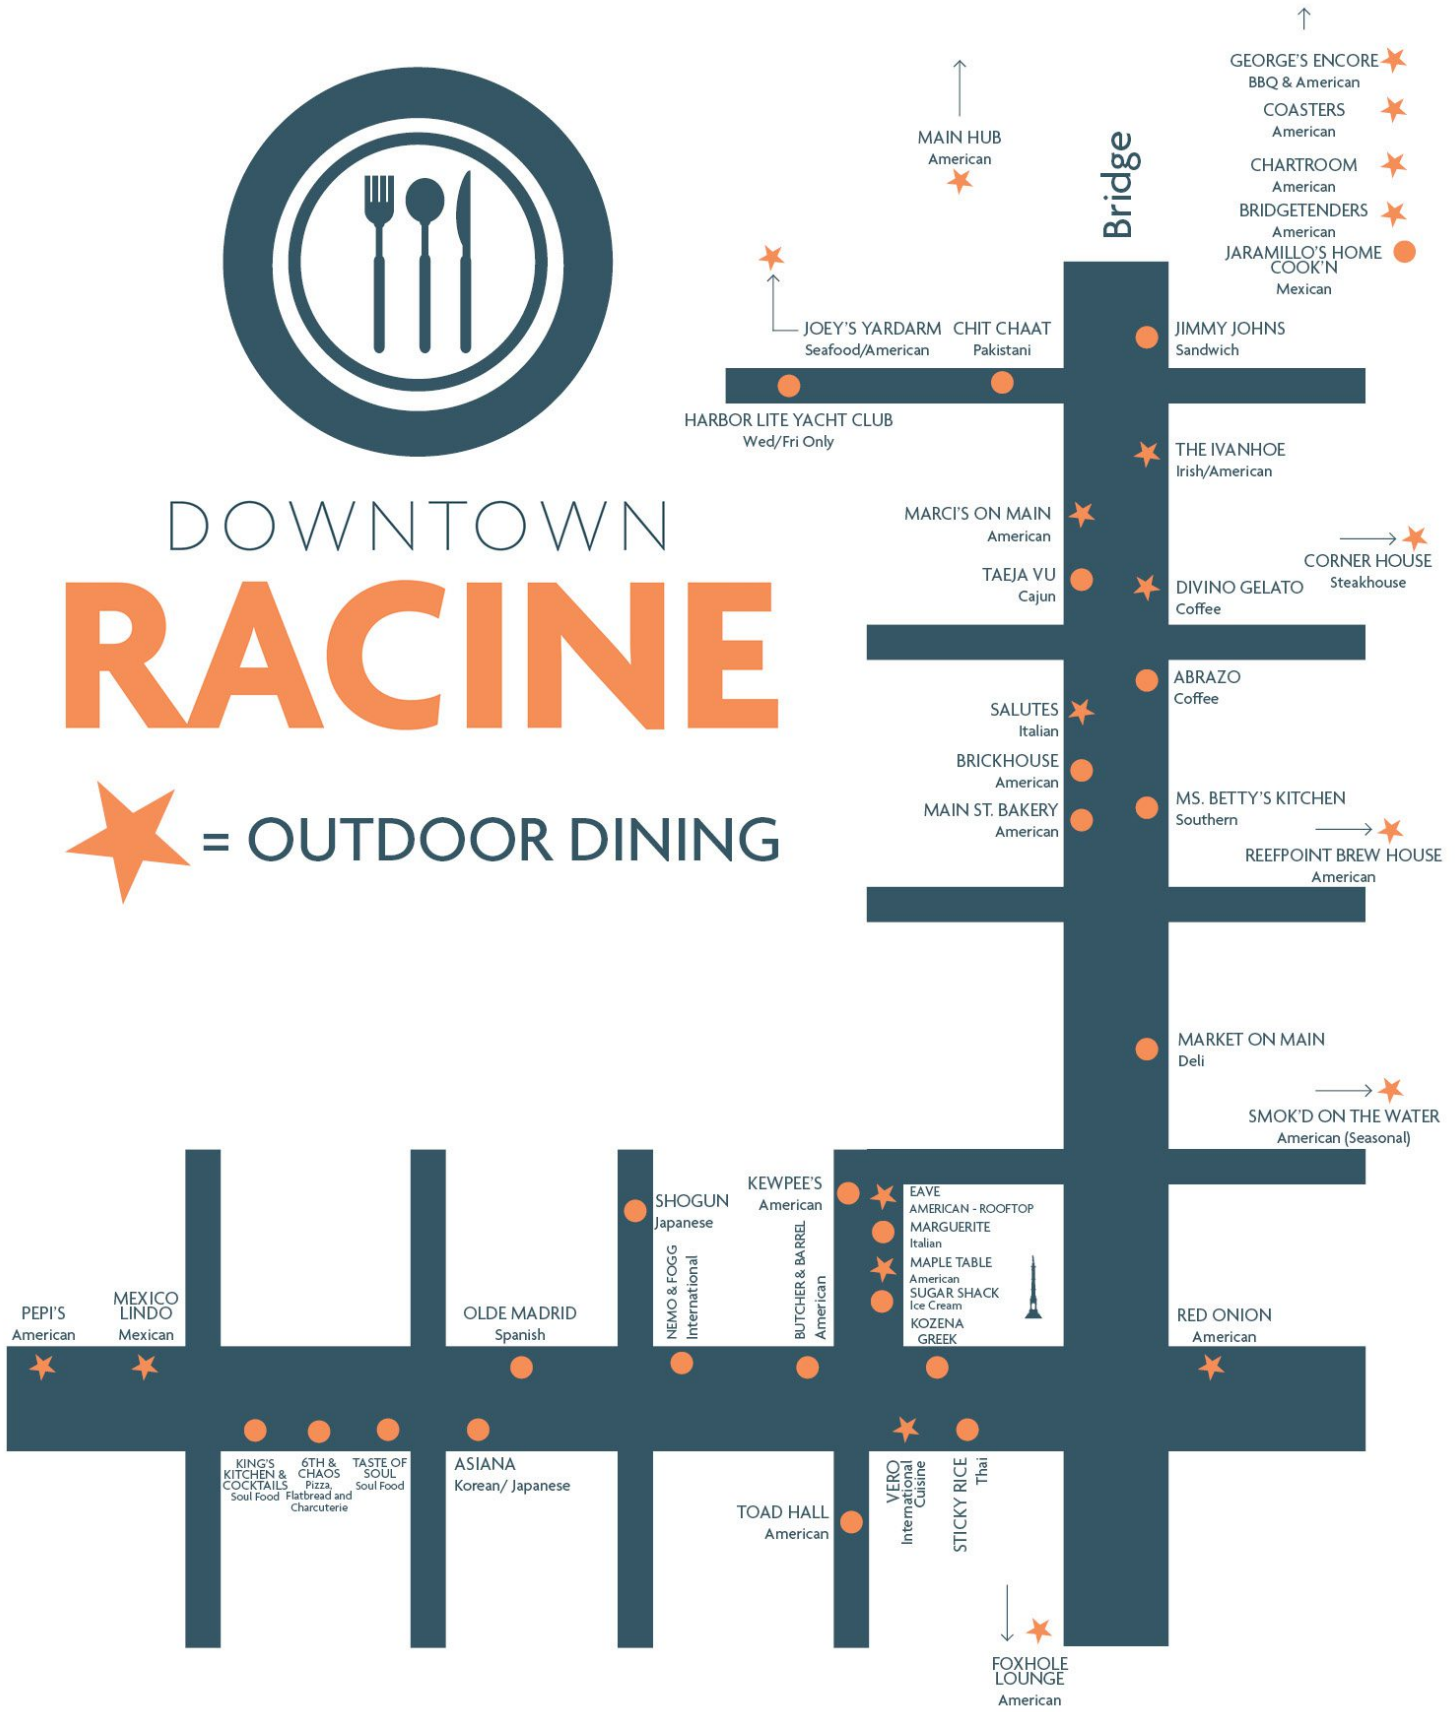 DOWNTOWN
RACINE
= OUTDOOR DINING
Bridge
MAIN HUB
American
GEORGE'S ENCORE
BBQ & American
COASTERS
American
CHARTROOM
American
BRIDGETENDERS
American
JARAMILLO'S HOME
COOK'N
Mexican
JOEY'S YARDARM
Seafood/American
CHIT CHAAT
Pakistani
JIMMY JOHNS
Sandwich
HARBOR LITE YACHT CLUB
Wed/Fri Only
THE IVANHOE
Irish/American
MARCI'S ON MAIN
American
CORNER HOUSE
Steakhouse
TAEJA VU
Cajun
DIVINO GELATO
Coffee
ABRAZO
Coffee
SALUTES
Italian
BRICKHOUSE
American
MAIN ST. BAKERY
American
MS. BETTY'S KITCHEN
Southern
REEFPOINT BREW HOUSE
American
MARKET ON MAIN
Deli
SMOK'D ON THE WATER
American (Seasonal)
KEWPEE'S
American
EAVE
AMERICAN - ROOFTOP
MARGUERITE
Italian
MAPLE TABLE
American
SUGAR SHACK
Ice Cream
KOZENA
GREEK
SHOGUN
Japanese
NEMO & FOGG
International
BUTCHER & BARREL
American
PEPI'S
American
MEXICO
LINDO
Mexican
OLDE MADRID
Spanish
RED ONION
American
KING'S
KITCHEN &
COCKTAILS
Soul Food
6TH &
CHAOS
Pizza,
Flatbread and
Charcuterie
TASTE OF
SOUL
Soul Food
ASIANA
Korean/ Japanese
TOAD HALL
American
VERO
International
Cuisine
STICKY RICE
Thai
FOXHOLE
LOUNGE
American